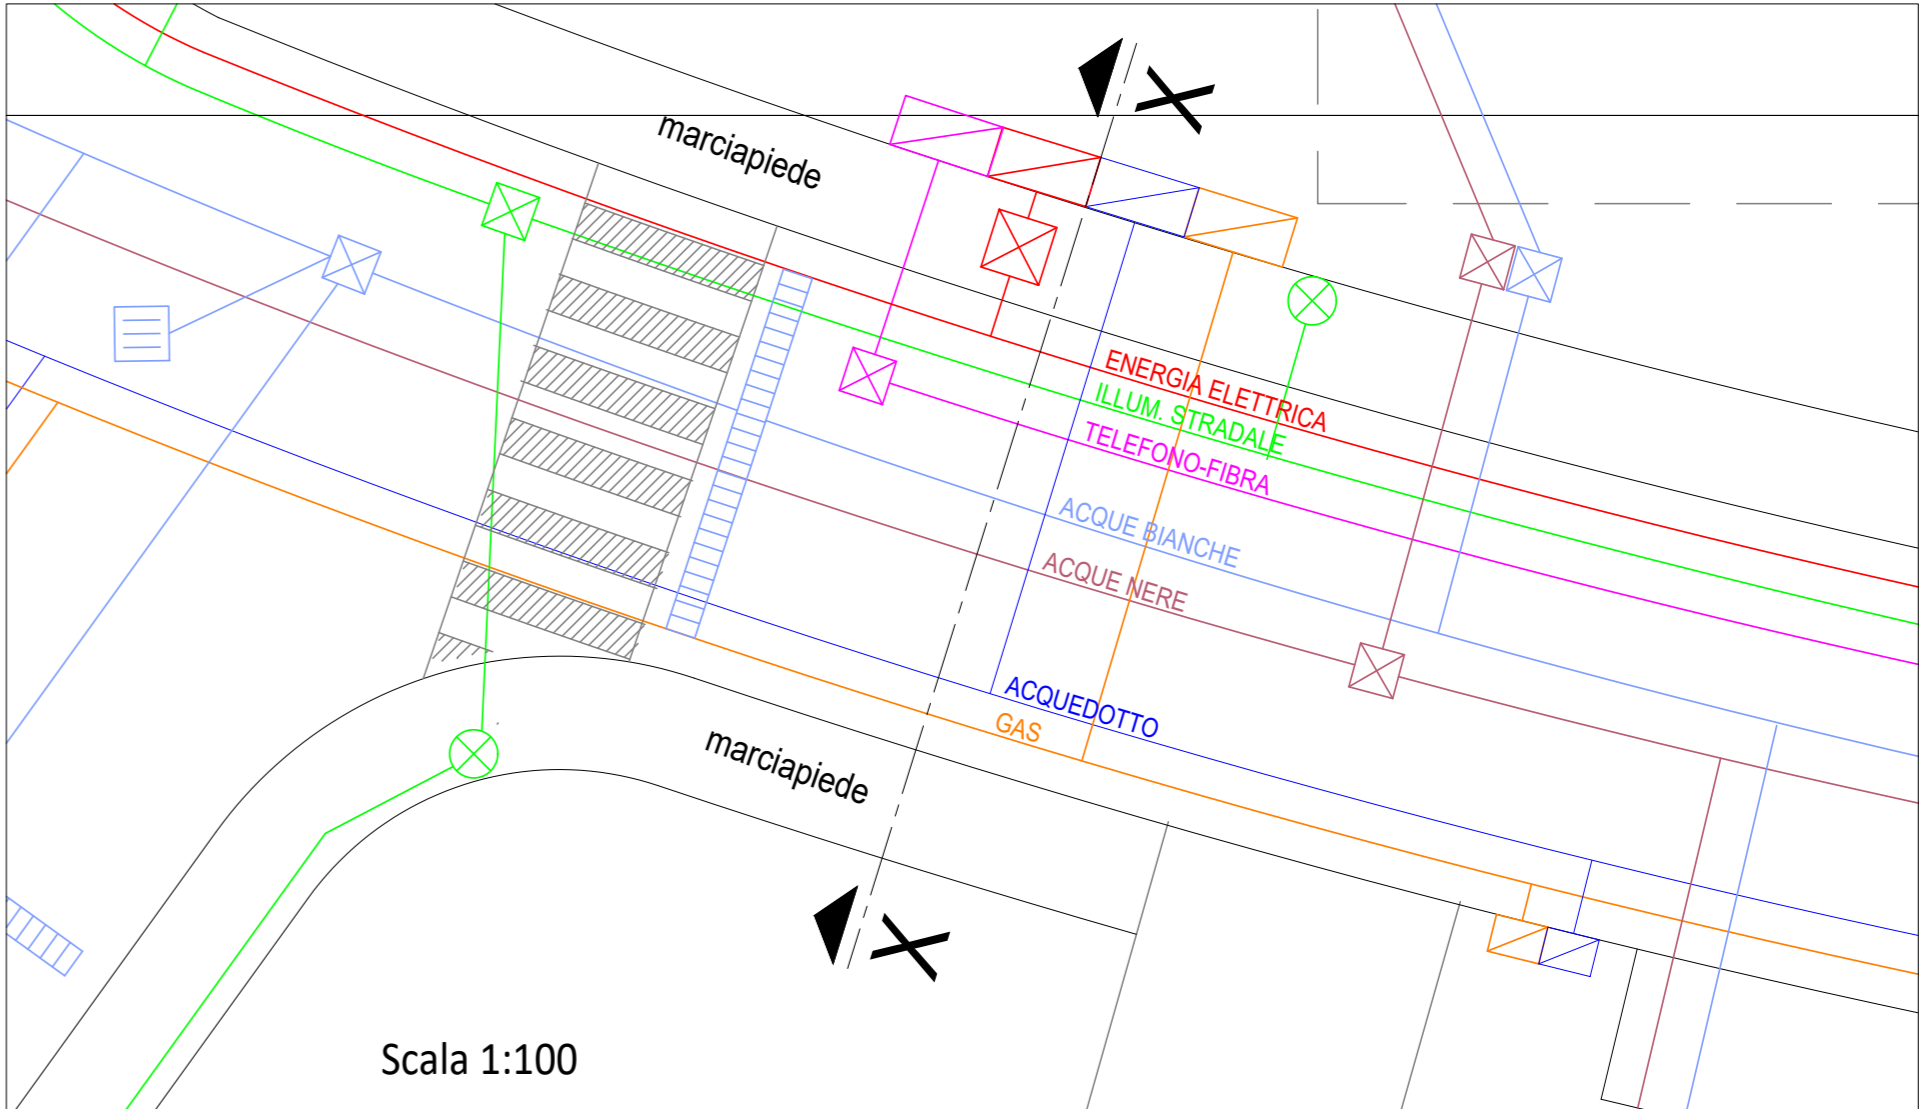 marciapiede
X
ENERGIA ELETTRICA
ILLUM. STRADALE
TELEFONO-FIBRA
ACQUE BIANCHE
ACQUE NERE
ACQUEDOTTO
GAS
marciapiede
X
Scala 1:100